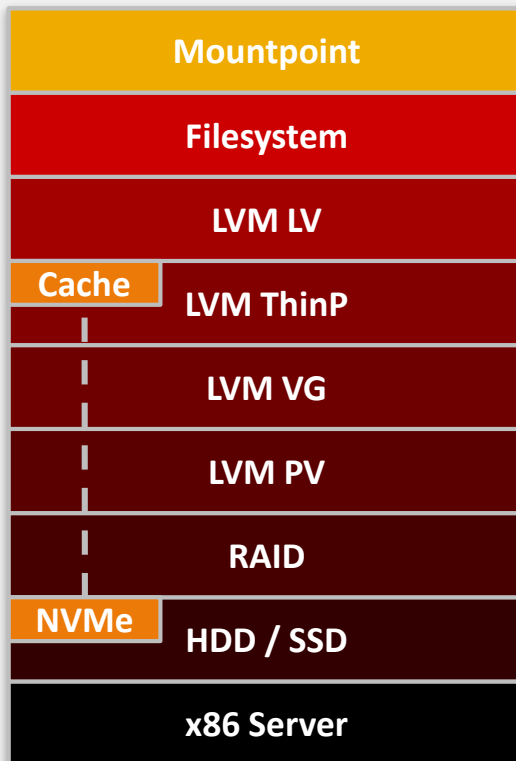 Mountpoint
Filesystem
LVM LV
Cache
LVM ThinP
LVM VG
LVM PV
RAID
NVMe
HDD / SSD
x86 Server